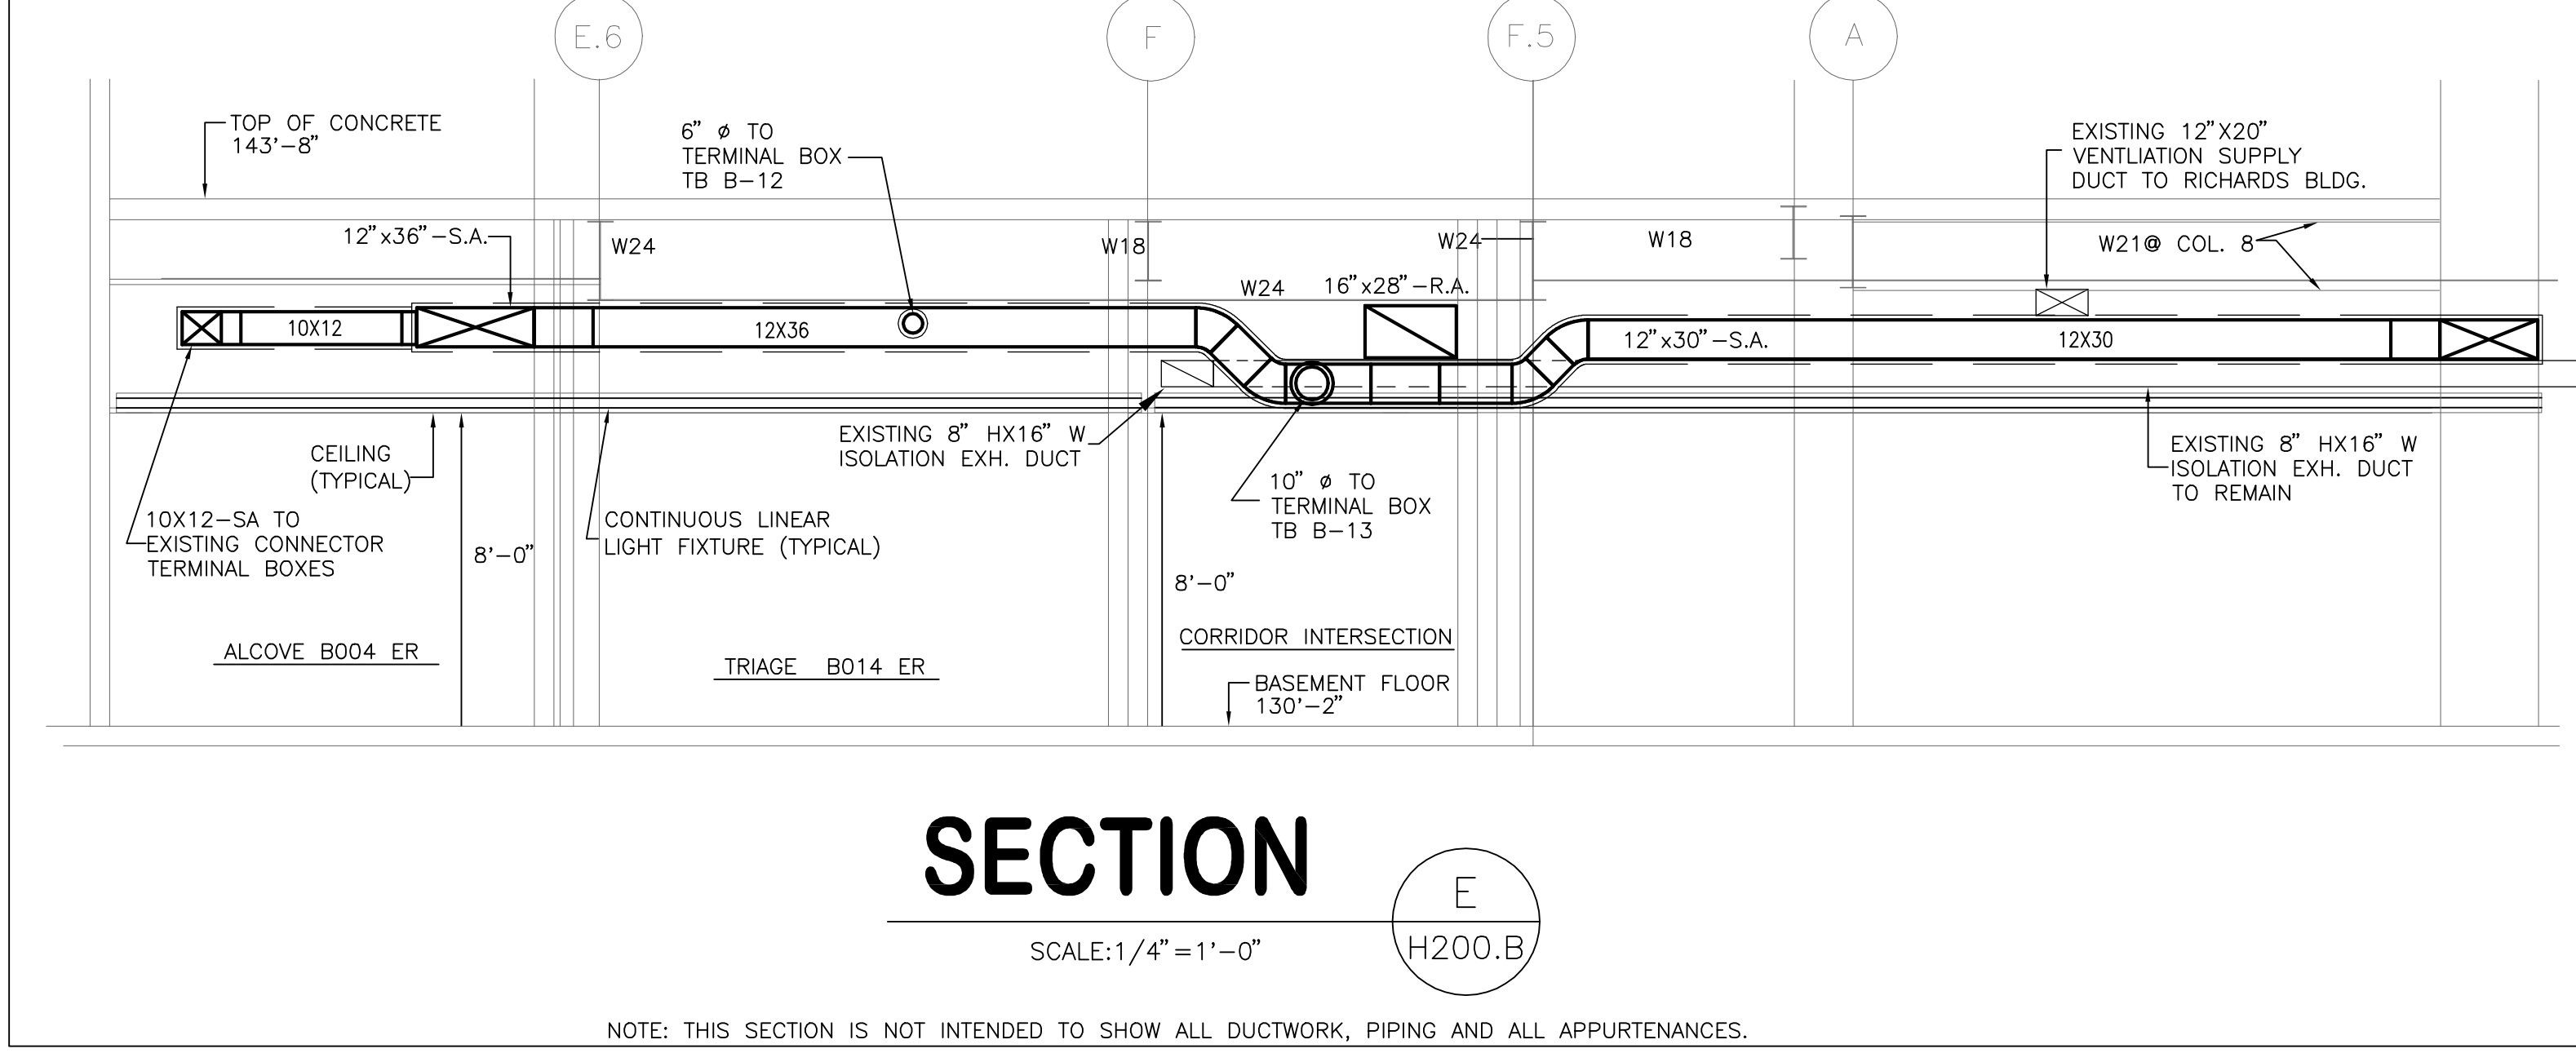 E.6
F
F.5
A
TOP OF CONCRETE
143'-8"
6" ø TO
TERMINAL BOX
TB B-12
EXISTING 12"X20"
VENTLIATION SUPPLY
DUCT TO RICHARDS BLDG.
12"x36"-S.A.
W24
W18
W24
W18
W21@ COL. 8
W24
16"x28"-R.A.
10X12
12X36
12"x30"-S.A.
12X30
CEILING
(TYPICAL)
EXISTING 8" HX16" W
ISOLATION EXH. DUCT
EXISTING 8" HX16" W
ISOLATION EXH. DUCT
TO REMAIN
10" ø TO
TERMINAL BOX
TB B-13
10X12-SA TO
EXISTING CONNECTOR
TERMINAL BOXES
8'-0"
CONTINUOUS LINEAR
LIGHT FIXTURE (TYPICAL)
8'-0"
ALCOVE B004 ER
TRIAGE B014 ER
CORRIDOR INTERSECTION
BASEMENT FLOOR
130'-2"
SECTION
E
H200.B
SCALE:1/4"=1'-0"
NOTE: THIS SECTION IS NOT INTENDED TO SHOW ALL DUCTWORK, PIPING AND ALL APPURTENANCES.